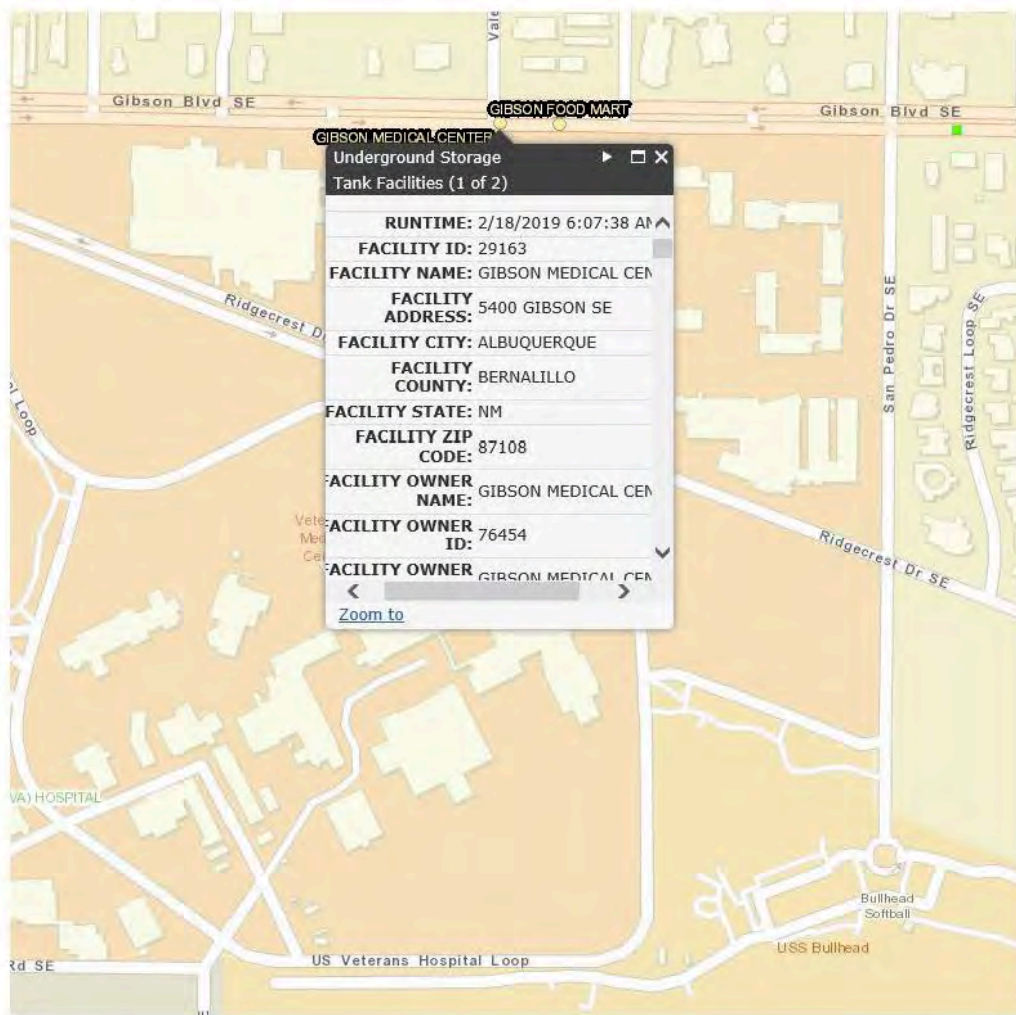 Vale
Gibson Blvd SE
GIBSON FOOD MART
Gibson Blvd SE
GIBSON MEDICAL CENTER
Underground Storage
Tank Facilities (1 of 2)
RUNTIME: 2/18/2019 6:07:38 AM
FACILITY ID: 29163
FACILITY NAME: GIBSON MEDICAL CEN
FACILITY
ADDRESS: 5400 GIBSON SE
FACILITY CITY: ALBUQUERQUE
FACILITY
COUNTY: BERNALILLO
FACILITY STATE: NM
FACILITY ZIP
CODE: 87108
FACILITY OWNER
NAME: GIBSON MEDICAL CEN
FACILITY OWNER
ID: 76454
FACILITY OWNER
GIBSON MEDICAL CEN
Zoom to
Ridgecrest D
San Pedro Dr SE
Ridgecrest Loop SE
Loop
Vete
Med
Ce
Ridgecrest Dr SE
VA) HOSPITAL
Bullhead
Softball
USS Bullhead
Rd SE
US Veterans Hospital Loop